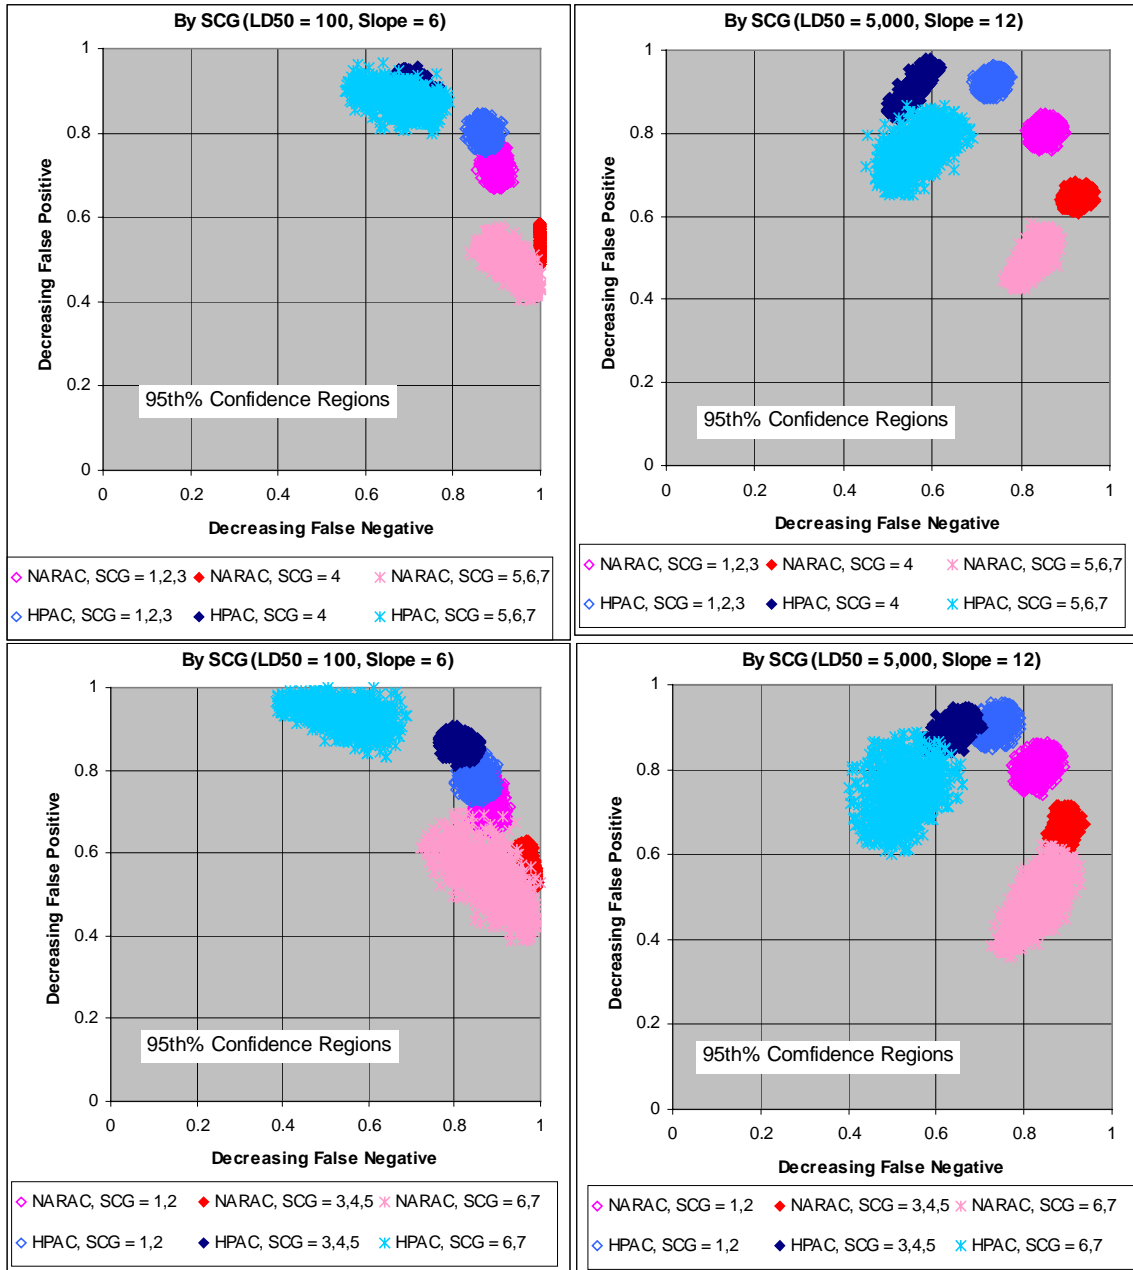 By SCG (LD50 = 100, Slope = 6)
Decreasing False Positive
1
0.8
0.6
0.4
0.2
0
95th% Confidence Regions
0 0.2 0.4 0.6 0.8 1
Decreasing False Negative
NARAC, SCG = 1,2,3 NARAC, SCG = 4 NARAC, SCG = 5,6,7
HPAC, SCG = 1,2,3 HPAC, SCG = 4 HPAC, SCG = 5,6,7
By SCG (LD50 = 5,000, Slope = 12)
Decreasing False Positive
1
0.8
0.6
0.4
0.2
0
95th% Confidence Regions
0 0.2 0.4 0.6 0.8 1
Decreasing False Negative
NARAC, SCG = 1,2,3 NARAC, SCG = 4 NARAC, SCG = 5,6,7
HPAC, SCG = 1,2,3 HPAC, SCG = 4 HPAC, SCG = 5,6,7
By SCG (LD50 = 100, Slope = 6)
Decreasing False Positive
1
0.8
0.6
0.4
0.2
0
95th% Confidence Regions
0 0.2 0.4 0.6 0.8 1
Decreasing False Negative
NARAC, SCG = 1,2 NARAC, SCG = 3,4,5 NARAC, SCG = 6,7
HPAC, SCG = 1,2 HPAC, SCG = 3,4,5 HPAC, SCG = 6,7
By SCG (LD50 = 5,000, Slope = 12)
Decreasing False Positive
1
0.8
0.6
0.4
0.2
0
95th% Comfidence Regions
0 0.2 0.4 0.6 0.8 1
Decreasing False Negative
NARAC, SCG = 1,2 NARAC, SCG = 3,4,5 NARAC, SCG = 6,7
HPAC, SCG = 1,2 HPAC, SCG = 3,4,5 HPAC, SCG = 6,7